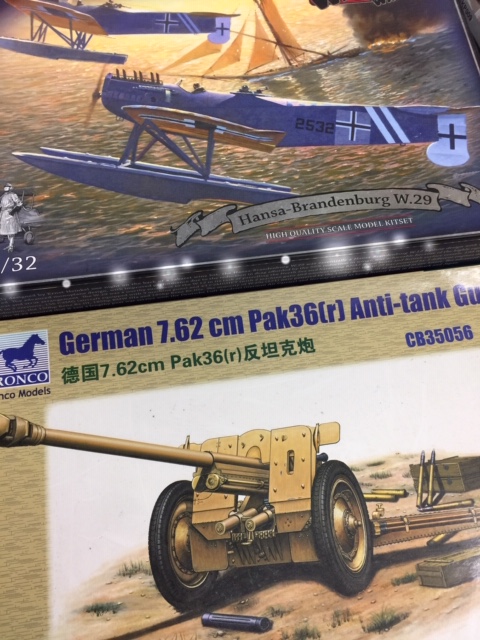 2532
Hansa-Brandenburg W.29
HIGH QUALITY SCALE MODEL KITSET
/32
German 7.62 cm Pak36(r) Anti-tank Gu
CB35056
德国7.62cm Pak36(r)反坦克炮
RONCO
nco Models